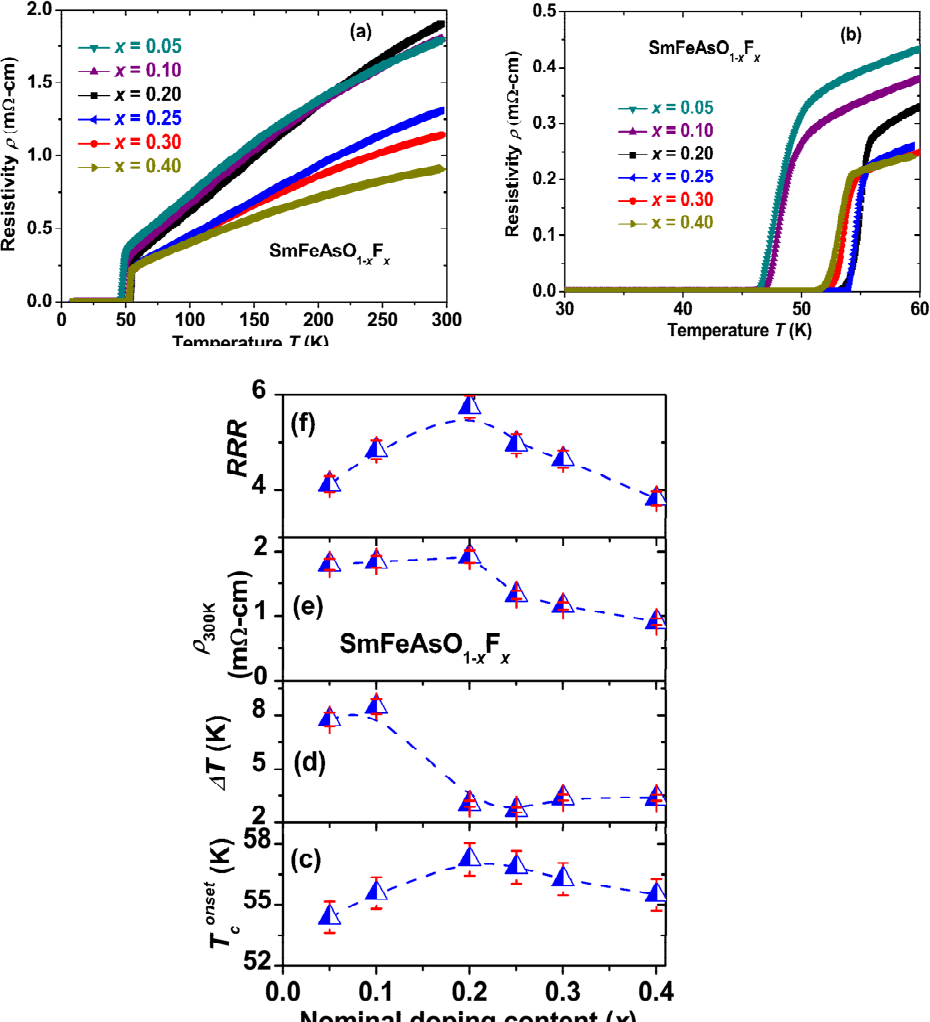 (a)
x = 0.05
x = 0.10
x = 0.20
x = 0.25
x = 0.30
x = 0.40
SmFeAsO1-xFx
Resistivity ρ (mΩ-cm)
2.0
1.5
1.0
0.5
0.0
0 50 100 150 200 250 300
Temperature T (K)
(b)
SmFeAsO1-xFx
x = 0.05
x = 0.10
x = 0.20
x = 0.25
x = 0.30
x = 0.40
Resistivity ρ (mΩ-cm)
0.5
0.4
0.3
0.2
0.1
0.0
30 40 50 60
Temperature T (K)
(f)
RRR
6
4
(e)
ρ300K
(mΩ-cm)
2
1
0
SmFeAsO1-xFx
(d)
ΔT (K)
8
5
2
(c)
Tc onset
(K)
58
55
52
0.0 0.1 0.2 0.3 0.4
Nominal doping content (x)